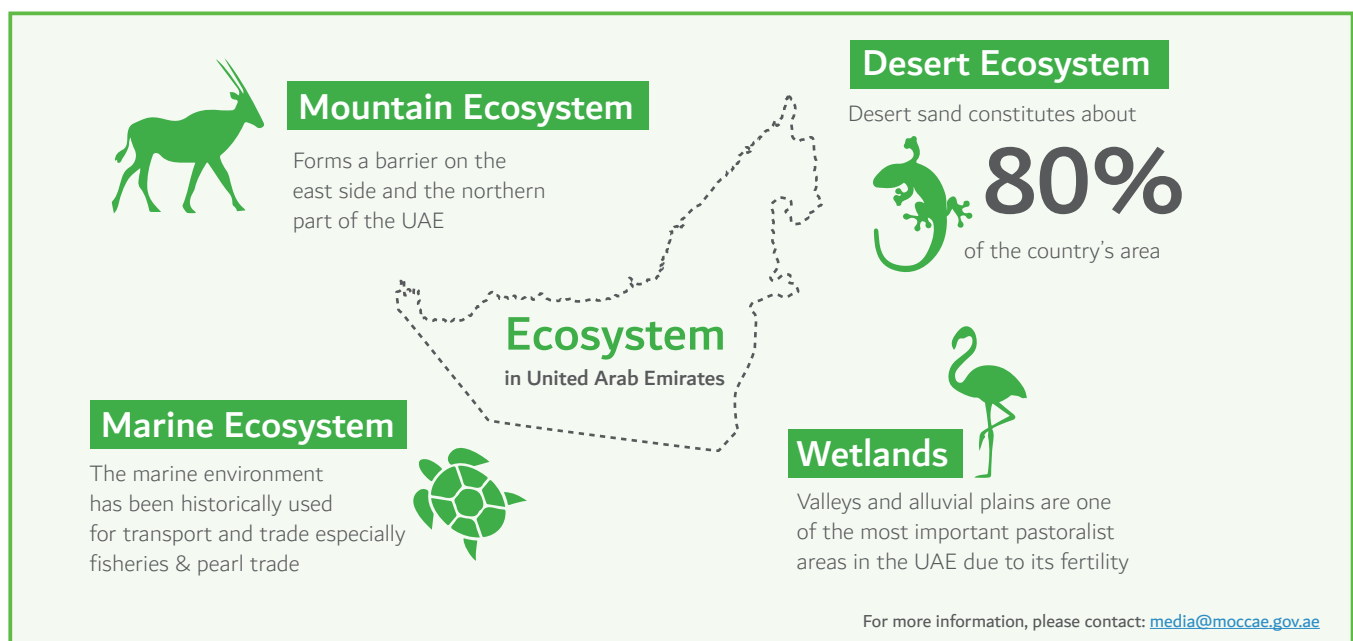 Mountain Ecosystem
Forms a barrier on the
east side and the northern
part of the UAE
Desert Ecosystem
Desert sand constitutes about
80%
of the country's area
Ecosystem
in United Arab Emirates
Marine Ecosystem
The marine environment
has been historically used
for transport and trade especially
fisheries & pearl trade
Wetlands
Valleys and alluvial plains are one
of the most important pastoralist
areas in the UAE due to its fertility
For more information, please contact: media@moccae.gov.ae